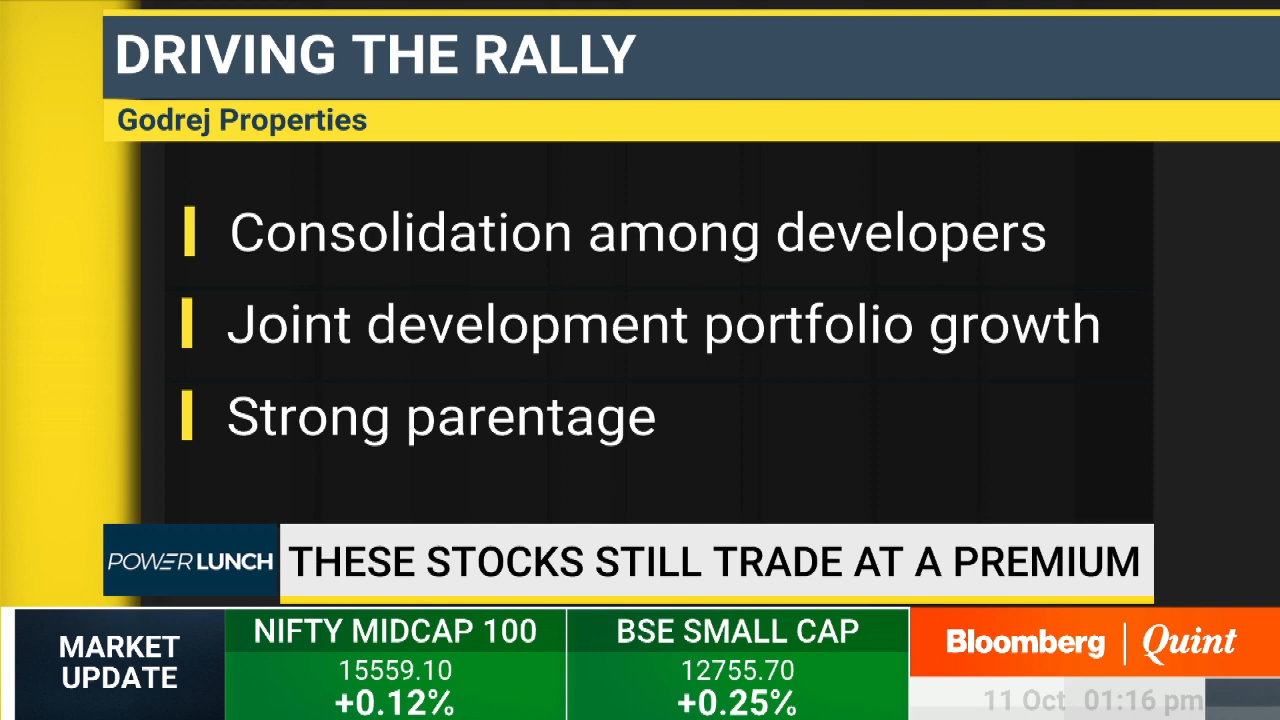 DRIVING THE RALLY
Godrej Properties
Consolidation among developers
Joint development portfolio growth
Strong parentage
POWER LUNCH
THESE STOCKS STILL TRADE AT A PREMIUM
MARKET UPDATE
NIFTY MIDCAP 100
15559.10
+0.12%
BSE SMALL CAP
12755.70
+0.25%
Bloomberg | Quint
11 Oct 01:16 pm